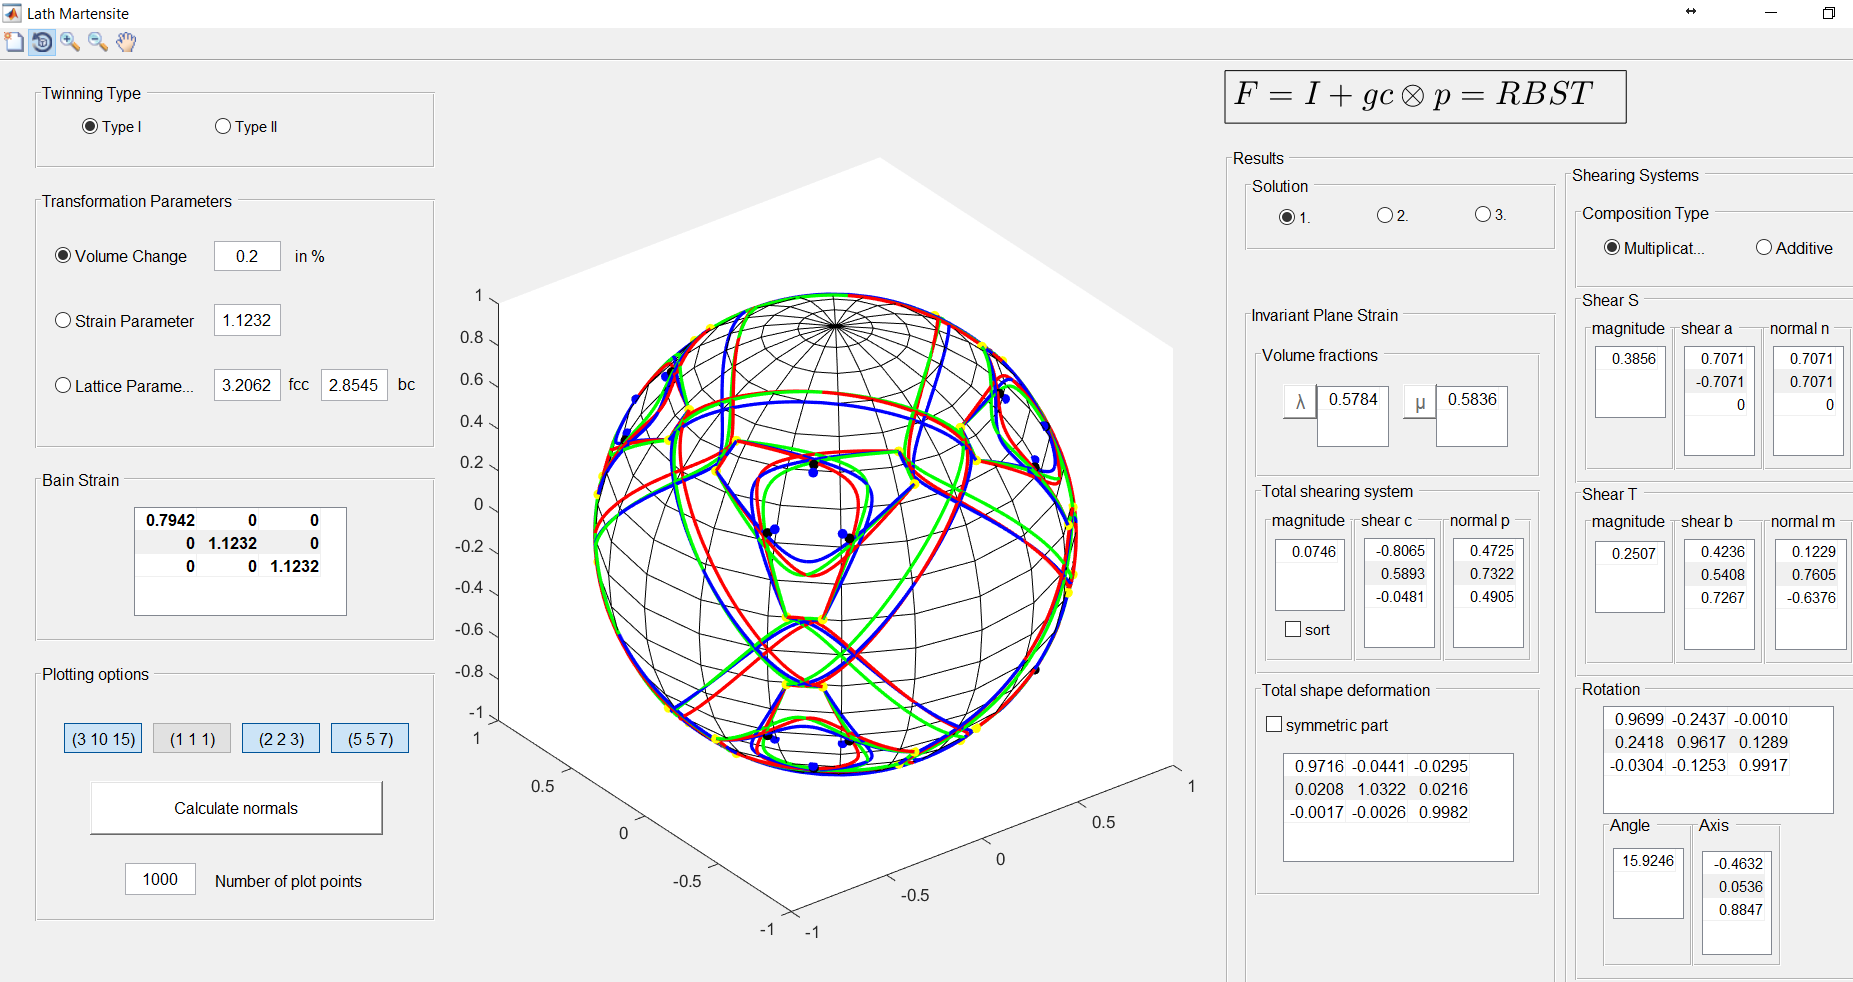 Lath Martensite
Twinning Type
Type I
Type II
Transformation Parameters
Volume Change 0.2 in %
Strain Parameter 1.1232
Lattice Parame... 3.2062 fcc 2.8545 bc
Bain Strain
0.7942 0 0
0 1.1232 0
0 0 1.1232
Plotting options
(3 10 15) (1 1 1) (2 2 3) (5 5 7)
Calculate normals
1000 Number of plot points
1
0.8
0.6
0.4
0.2
0
-0.2
-0.4
-0.6
-0.8
-1
1
0.5
0
-0.5
-1
-1
-0.5
0
0.5
1
F = I + gc ⊗ p = RBST
Results
Solution
1. 2. 3.
Invariant Plane Strain
Volume fractions
λ 0.5784 μ 0.5836
Total shearing system
magnitude shear c normal p
0.0746 -0.8065 0.4725
0.5893 0.7322
-0.0481 0.4905
sort
Total shape deformation
symmetric part
0.9716 -0.0441 -0.0295
0.0208 1.0322 0.0216
-0.0017 -0.0026 0.9982
Shearing Systems
Composition Type
Multiplicat... Additive
Shear S
magnitude shear a normal n
0.3856 0.7071 0.7071
-0.7071 0.7071
0 0
Shear T
magnitude shear b normal m
0.2507 0.4236 0.1229
0.5408 0.7605
0.7267 -0.6376
Rotation
0.9699 -0.2437 -0.0010
0.2418 0.9617 0.1289
-0.0304 -0.1253 0.9917
Angle Axis
15.9246 -0.4632
0.0536
0.8847